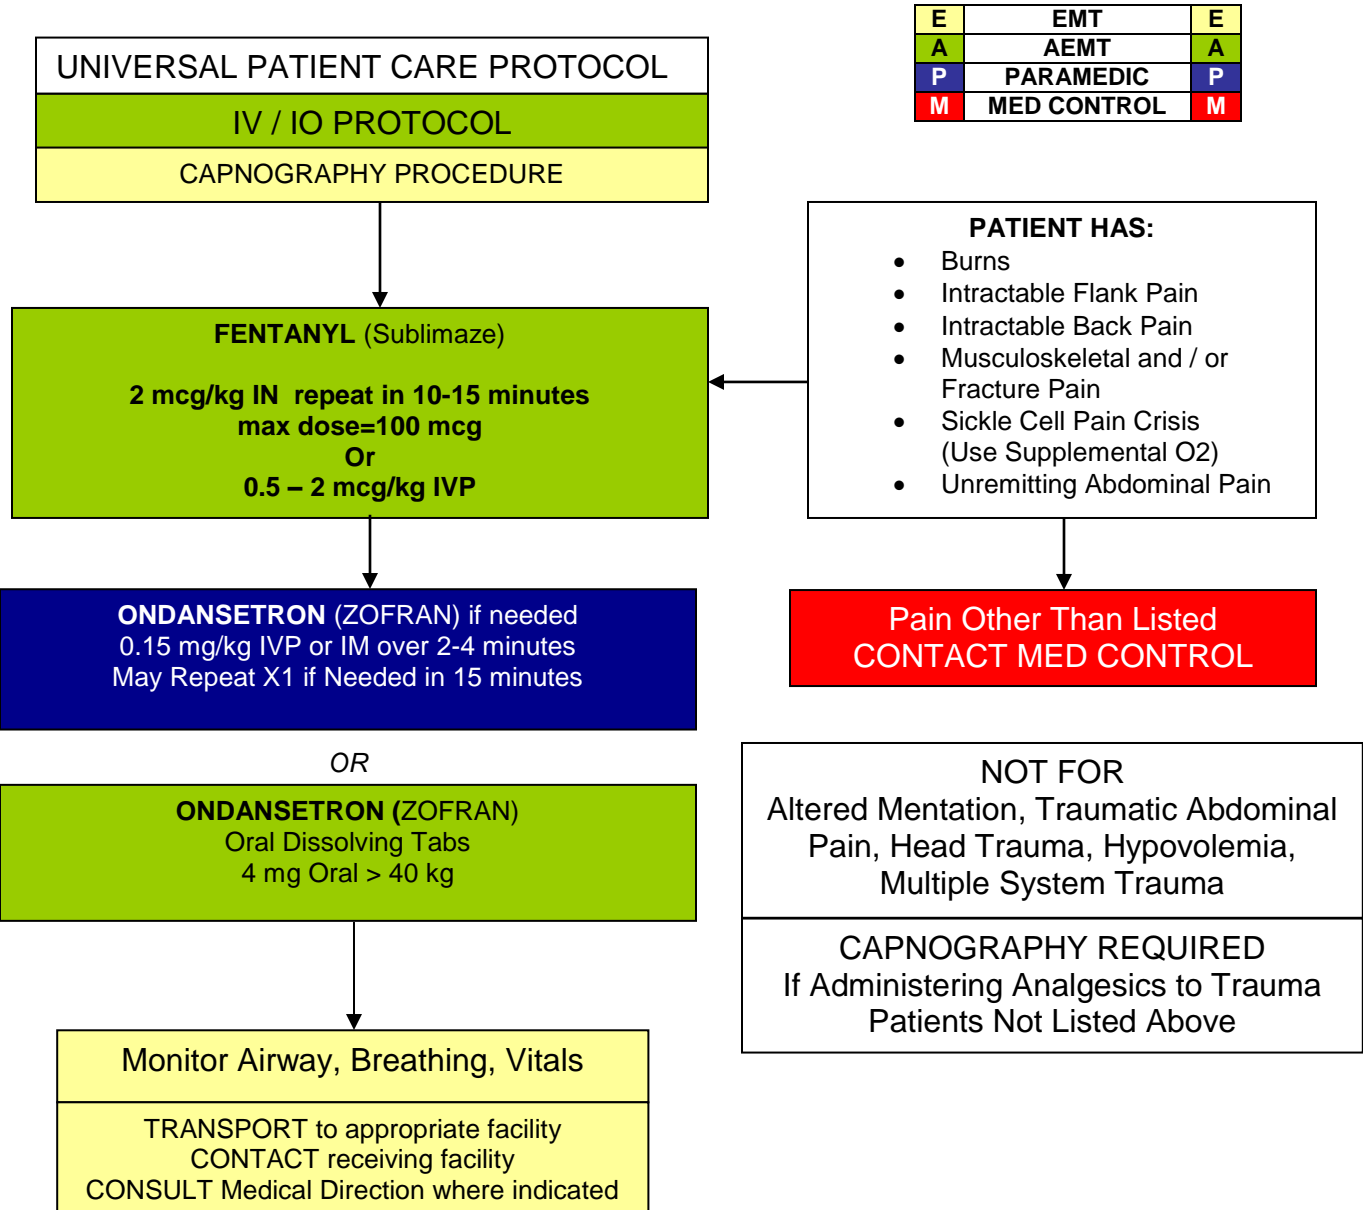 E EMT E
A AEMT A
P PARAMEDIC P
M MED CONTROL M
UNIVERSAL PATIENT CARE PROTOCOL
IV / IO PROTOCOL
CAPNOGRAPHY PROCEDURE
PATIENT HAS:
• Burns
• Intractable Flank Pain
• Intractable Back Pain
• Musculoskeletal and / or
Fracture Pain
• Sickle Cell Pain Crisis
(Use Supplemental O2)
• Unremitting Abdominal Pain
FENTANYL (Sublimaze)
2 mcg/kg IN repeat in 10-15 minutes
max dose=100 mcg
Or
0.5 – 2 mcg/kg IVP
ONDANSETRON (ZOFRAN) if needed
0.15 mg/kg IVP or IM over 2-4 minutes
May Repeat X1 if Needed in 15 minutes
Pain Other Than Listed
CONTACT MED CONTROL
OR
ONDANSETRON (ZOFRAN)
Oral Dissolving Tabs
4 mg Oral > 40 kg
NOT FOR
Altered Mentation, Traumatic Abdominal
Pain, Head Trauma, Hypovolemia,
Multiple System Trauma
CAPNOGRAPHY REQUIRED
If Administering Analgesics to Trauma
Patients Not Listed Above
Monitor Airway, Breathing, Vitals
TRANSPORT to appropriate facility
CONTACT receiving facility
CONSULT Medical Direction where indicated